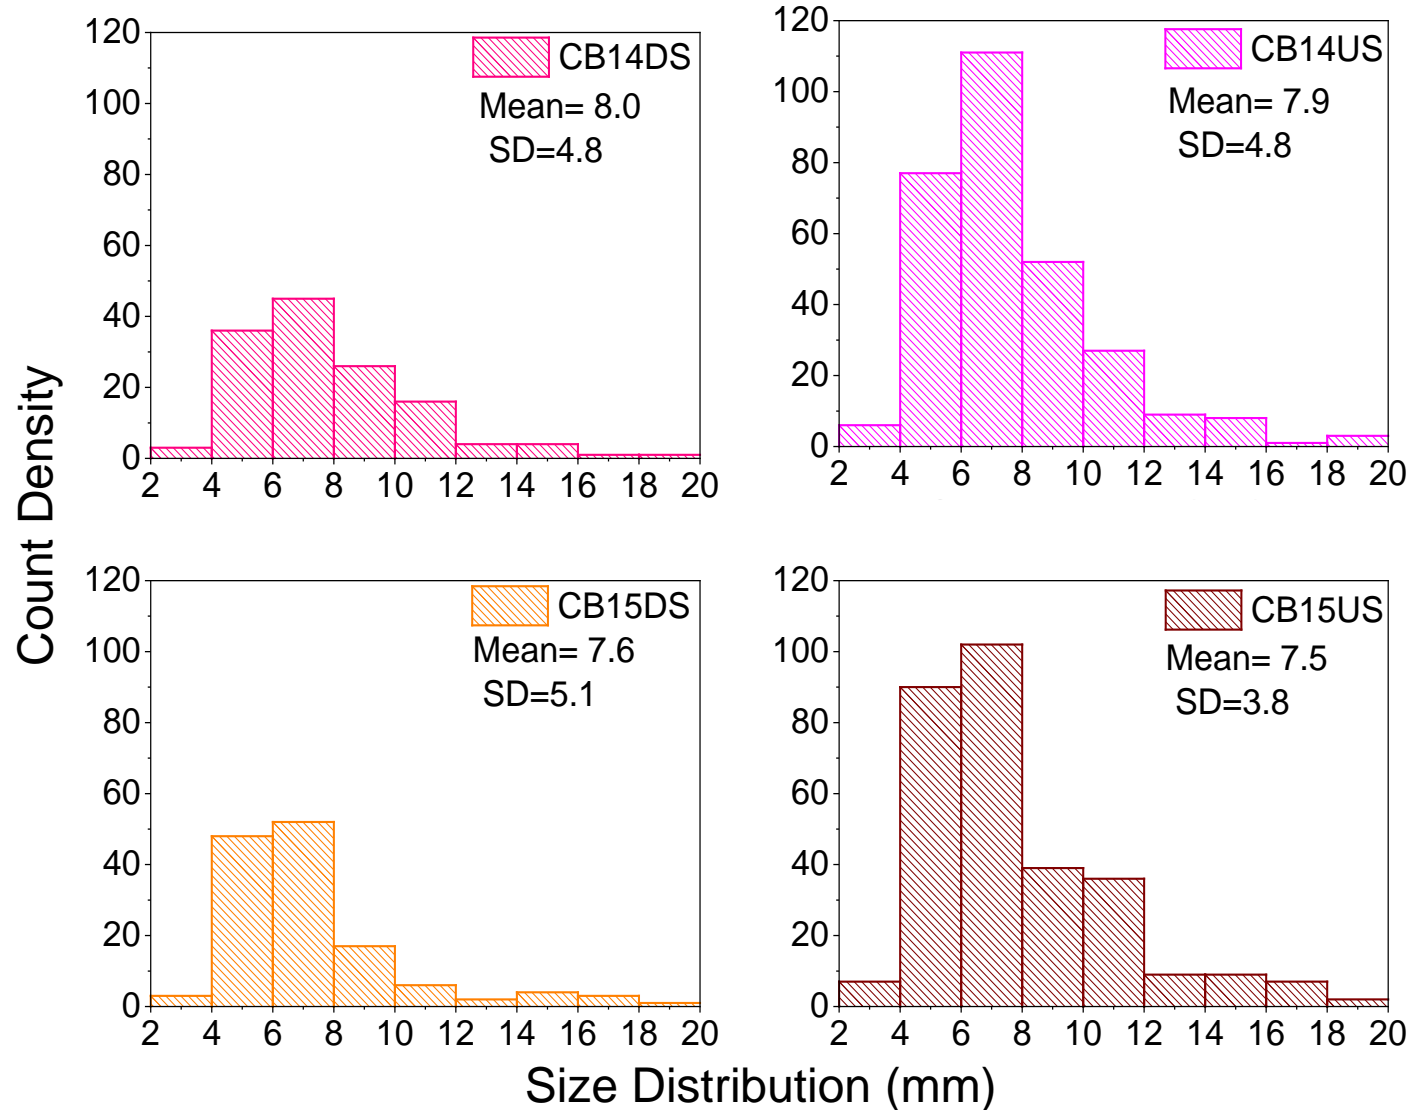 Count Density
120
100
80
60
40
20
0
2 4 6 8 10 12 14 16 18 20
CB14DS
Mean= 8.0
SD=4.8
120
100
80
60
40
20
0
2 4 6 8 10 12 14 16 18 20
CB14US
Mean= 7.9
SD=4.8
120
100
80
60
40
20
0
2 4 6 8 10 12 14 16 18 20
CB15DS
Mean= 7.6
SD=5.1
120
100
80
60
40
20
0
2 4 6 8 10 12 14 16 18 20
CB15US
Mean= 7.5
SD=3.8
Size Distribution (mm)